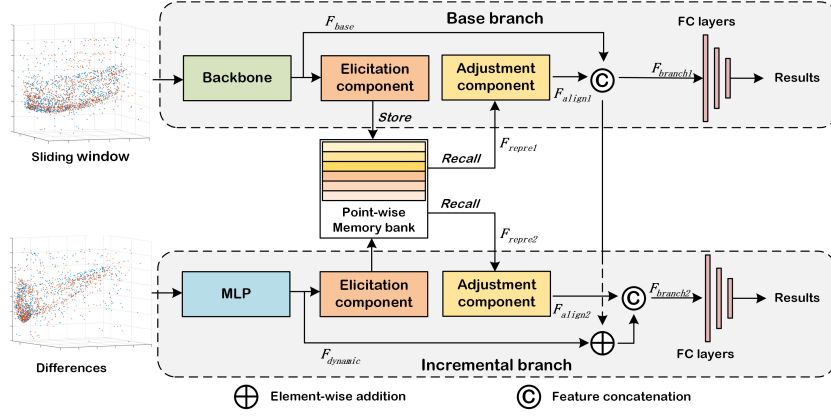 Base branch
FC layers
F_base
Backbone
Elicitation
component
Adjustment
component
F_align1
C
F_branch1
Results
Sliding window
Store
Recall
F_repre1
Point-wise
Memory bank
Recall
F_repre2
MLP
Elicitation
component
Adjustment
component
F_align2
C
F_branch2
Results
FC layers
F_dynamic
Differences
Incremental branch
Element-wise addition
C
Feature concatenation